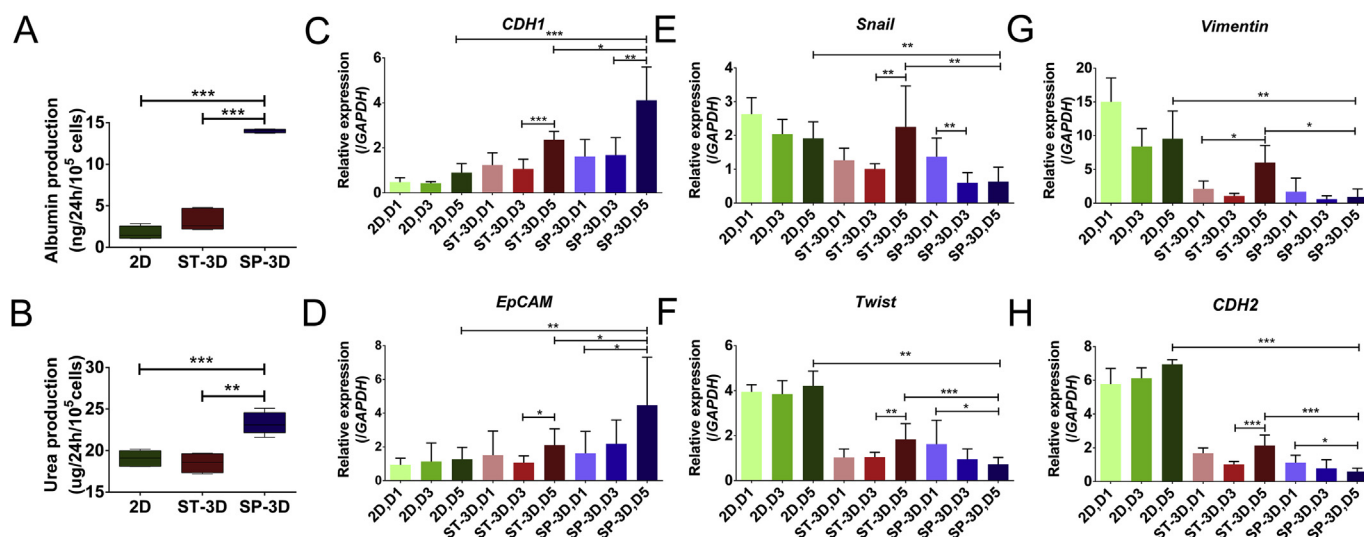 A
Albumin production
(ng/24h/10⁵ cells)
***
***
15
10
5
0
2D ST-3D SP-3D
B
Urea production
(ug/24h/10⁵cells)
***
**
30
25
20
15
2D ST-3D SP-3D
C
CDH1
Relative expression
(/GAPDH)
***
*
**
***
6
4
2
0
2D,D1 2D,D3 2D,D5 ST-3D,D1 ST-3D,D3 ST-3D,D5 SP-3D,D1 SP-3D,D3 SP-3D,D5
D
EpCAM
Relative expression
(/GAPDH)
**
*
*
*
8
6
4
2
0
2D,D1 2D,D3 2D,D5 ST-3D,D1 ST-3D,D3 ST-3D,D5 SP-3D,D1 SP-3D,D3 SP-3D,D5
E
Snail
Relative expression
(/GAPDH)
**
**
**
**
4
3
2
1
0
2D,D1 2D,D3 2D,D5 ST-3D,D1 ST-3D,D3 ST-3D,D5 SP-3D,D1 SP-3D,D3 SP-3D,D5
F
Twist
Relative expression
(/GAPDH)
**
***
**
*
6
4
2
0
2D,D1 2D,D3 2D,D5 ST-3D,D1 ST-3D,D3 ST-3D,D5 SP-3D,D1 SP-3D,D3 SP-3D,D5
G
Vimentin
Relative expression
(/GAPDH)
**
*
*
20
15
10
5
0
2D,D1 2D,D3 2D,D5 ST-3D,D1 ST-3D,D3 ST-3D,D5 SP-3D,D1 SP-3D,D3 SP-3D,D5
H
CDH2
Relative expression
(/GAPDH)
***
***
***
*
8
6
4
2
0
2D,D1 2D,D3 2D,D5 ST-3D,D1 ST-3D,D3 ST-3D,D5 SP-3D,D1 SP-3D,D3 SP-3D,D5